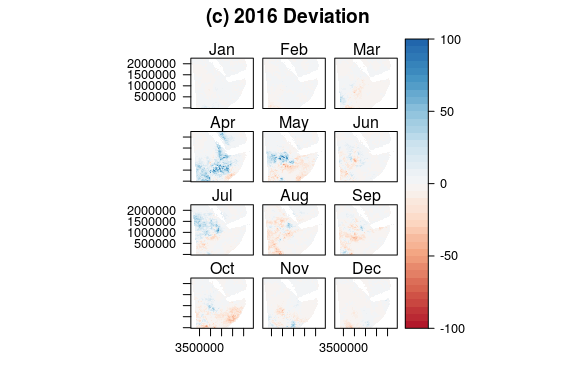 (c) 2016 Deviation
Jan Feb Mar
Apr May Jun
Jul Aug Sep
Oct Nov Dec
2000000
1500000
1000000
500000
2000000
1500000
1000000
500000
3500000 3500000
100
50
0
-50
-100